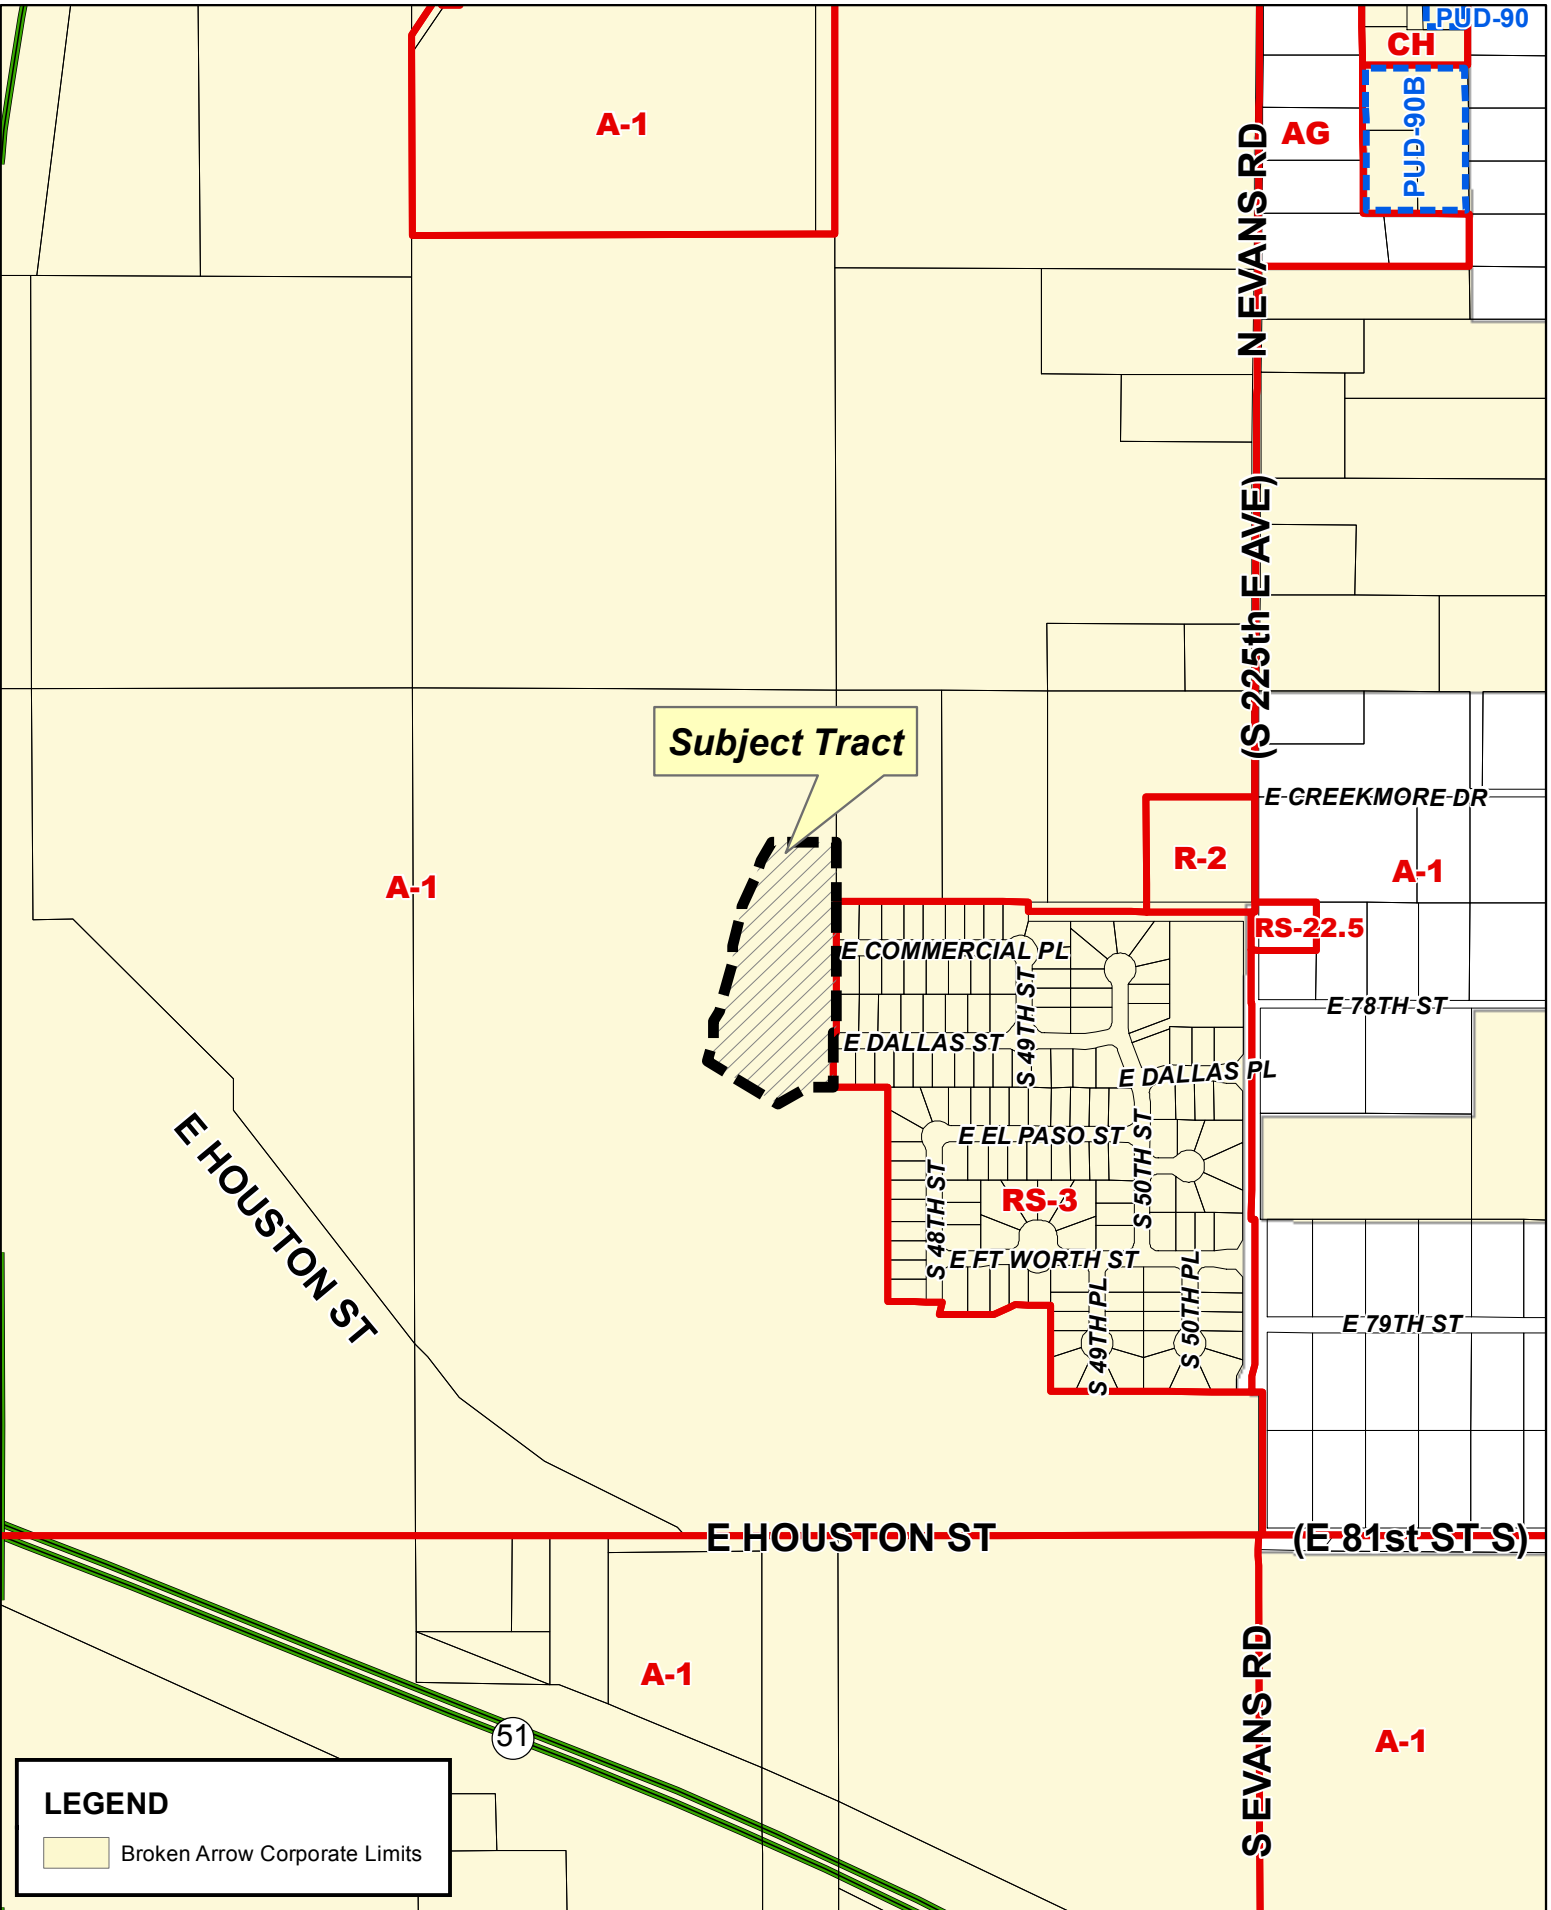 PUD-90
CH
PUD-90B
A-1
AG
N EVANS RD
(S 225th E AVE)
Subject Tract
E CREEKMORE DR
R-2
A-1
A-1
RS-22.5
E COMMERCIAL PL
S 49TH ST
E 78TH ST
E DALLAS ST
E DALLAS PL
E HOUSTON ST
E EL PASO ST
S 50TH ST
S 48TH ST
RS-3
E FT WORTH ST
S 49TH PL
S 50TH PL
E 79TH ST
E HOUSTON ST
(E 81st ST S)
A-1
S EVANS RD
51
A-1
LEGEND
Broken Arrow Corporate Limits